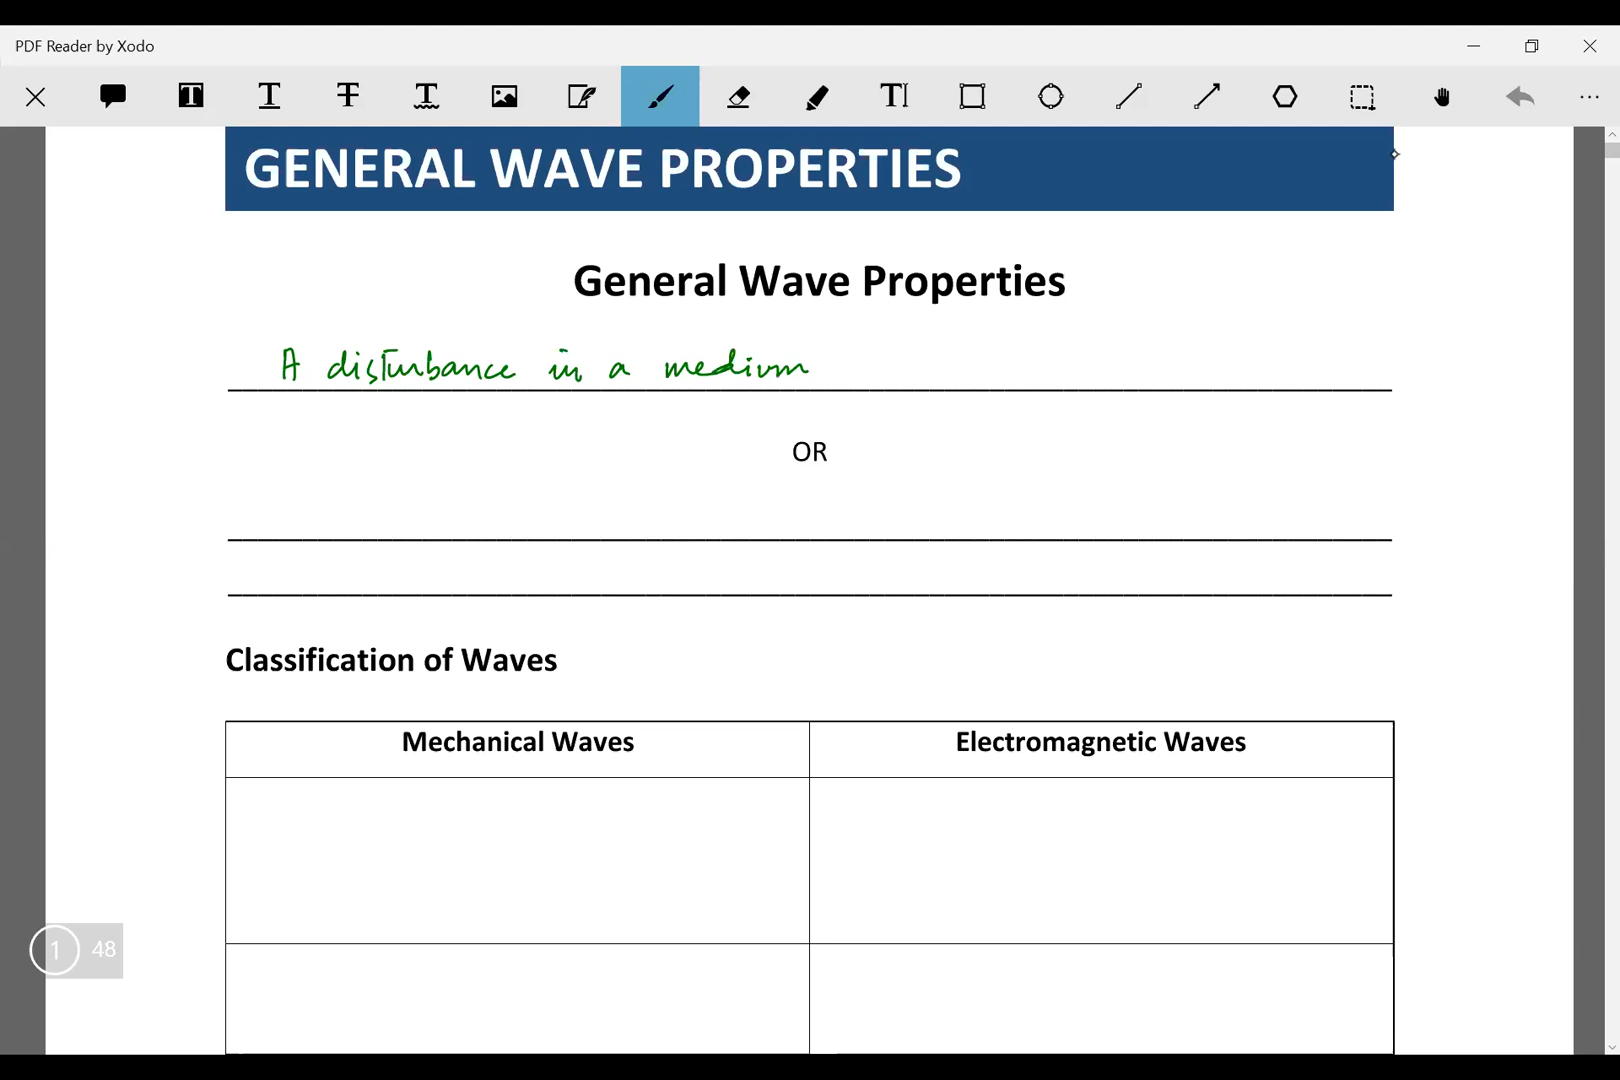 PDF Reader by Xodo
GENERAL WAVE PROPERTIES
General Wave Properties
A disturbance in a medium
OR
Classification of Waves
Mechanical Waves
Electromagnetic Waves
1 48